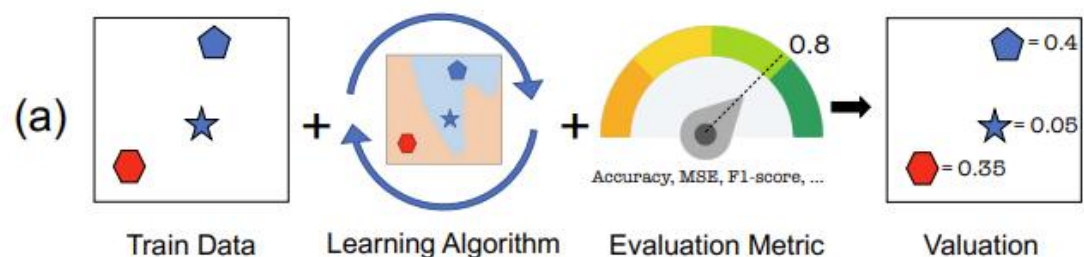 (a)
+
+
0.8
= 0.4
= 0.05
= 0.35
Accuracy, MSE, F1-score, ...
Train Data
Learning Algorithm
Evaluation Metric
Valuation